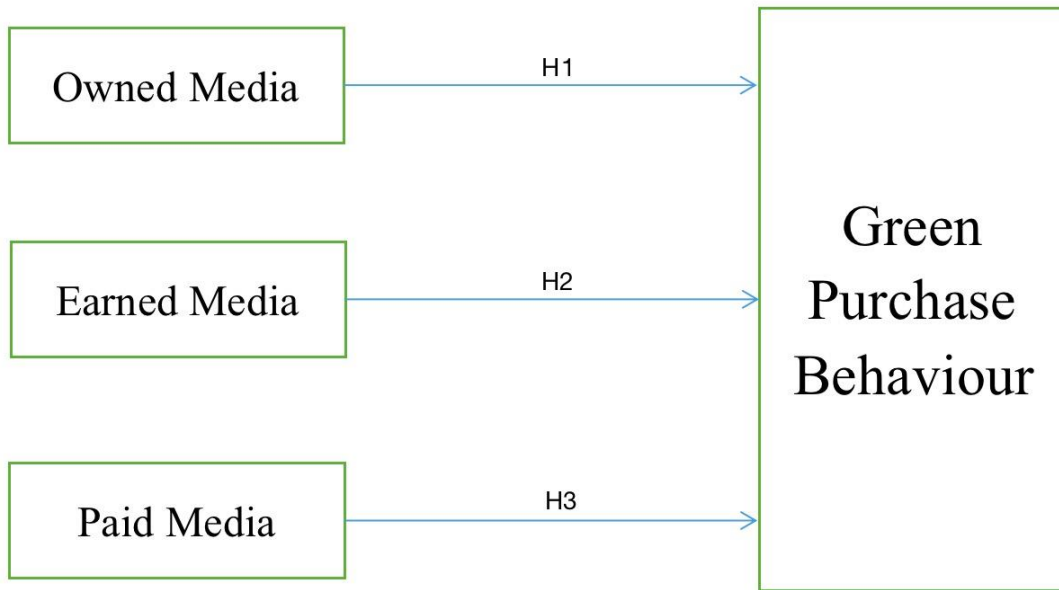 Owned Media
H1
Earned Media
H2
Paid Media
H3
Green
Purchase
Behaviour